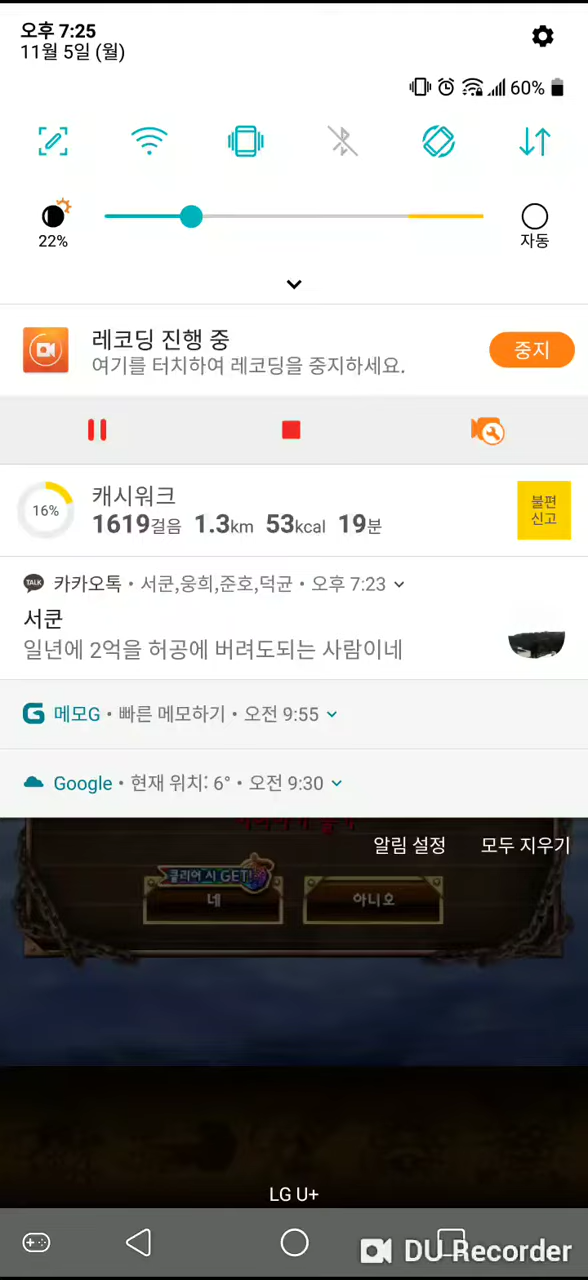 오후 7:25
11월 5일 (월)
60%
22%
자동
레코딩 진행 중
여기를 터치하여 레코딩을 중지하세요.
중지
16%
캐시워크
1619걸음 1.3km 53kcal 19분
불편
신고
TALK 카카오톡 • 서쿤,웅희,준호,덕균 • 오후 7:23
서쿤
일년에 2억을 허공에 버려도되는 사람이네
메모G • 빠른 메모하기 • 오전 9:55
Google • 현재 위치: 6° • 오전 9:30
알림 설정 모두 지우기
클리어 시 GET!
네 아니오
LG U+
DU Recorder